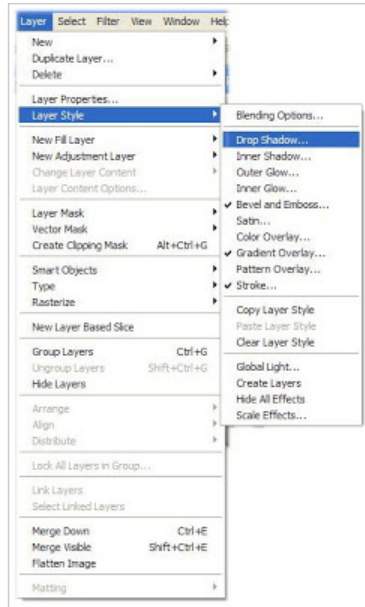 Layer Select Filter View Window Help
New
Duplicate Layer...
Delete
Layer Properties...
Layer Style
New Fill Layer
New Adjustment Layer
Change Layer Content
Layer Content Options...
Layer Mask
Vector Mask
Create Clipping Mask Alt+Ctrl+G
Smart Objects
Type
Rasterize
New Layer Based Slice
Group Layers Ctrl+G
Ungroup Layers Shift+Ctrl+G
Hide Layers
Arrange
Align
Distribute
Lock All Layers in Group...
Link Layers
Select Linked Layers
Merge Down Ctrl+E
Merge Visible Shift+Ctrl+E
Flatten Image
Matting
Blending Options...
Drop Shadow...
Inner Shadow...
Outer Glow...
Inner Glow...
Bevel and Emboss...
Satin...
Color Overlay...
Gradient Overlay...
Pattern Overlay...
Stroke...
Copy Layer Style
Paste Layer Style
Clear Layer Style
Global Light...
Create Layers
Hide All Effects
Scale Effects...